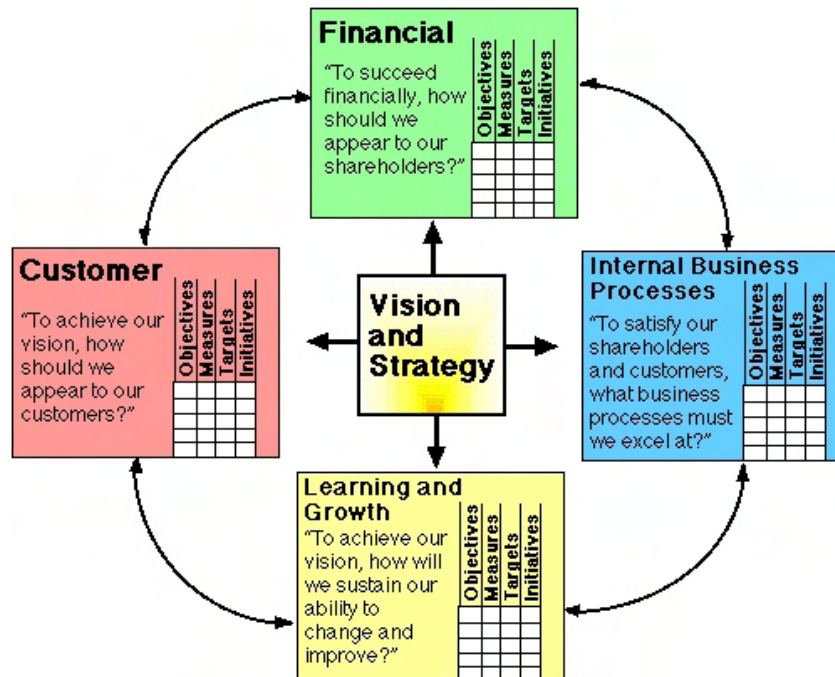 Financial
“To succeed
financially, how
should we
appear to our
shareholders?”
Objectives
Measures
Targets
Initiatives
Customer
“To achieve our
vision, how
should we
appear to our
customers?”
Objectives
Measures
Targets
Initiatives
Vision
and
Strategy
Internal Business
Processes
“To satisfy our
shareholders
and customers,
what business
processes must
we excel at?”
Objectives
Measures
Targets
Initiatives
Learning and
Growth
“To achieve our
vision, how will
we sustain our
ability to
change and
improve?”
Objectives
Measures
Targets
Initiatives